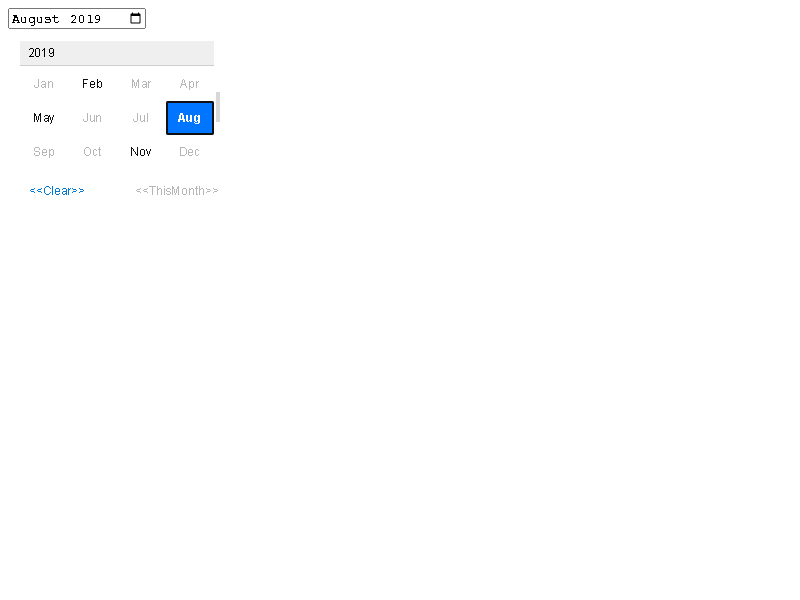 August 2019
2019
Jan Feb Mar Apr
May Jun Jul Aug
Sep Oct Nov Dec
<<Clear>> <<ThisMonth>>